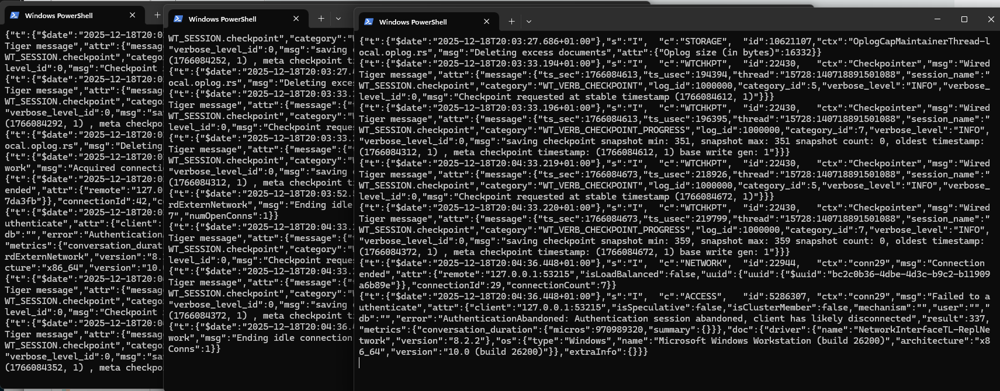 Windows PowerShell
{"t":{"$date":"2025-12-18T20:0
Tiger message","attr":{"messag
WT_SESSION.checkpoint","catego
level_id":0,"msg":"Checkpoint
{"t":{"$date":"2025-12-18T20:0
Tiger message","attr":{"messag
WT_SESSION.checkpoint","catego
"verbose_level_id":0,"msg":"sa
(1766084292, 1) , meta checkpo
{"t":{"$date":"2025-12-18T20:0
ocal.oplog.rs","msg":"Deleting
{"t":{"$date":"2025-12-18T20:0
work","msg":"Acquired connecti
{"t":{"$date":"2025-12-18T20:0
ended","attr":{"remote":"127.0
7da3fb"}},"connectionId":42,"c
{"t":{"$date":"2025-12-18T20:0
uthenticate","attr":{"client":
db":"","error":"Authentication
"metrics":{"conversation_durat
rdExternNetwork","version":"8.
cture":"x86_64","version":"10.
{"t":{"$date":"2025-12-18T20:0
Tiger message","attr":{"messag
WT_SESSION.checkpoint","catego
level_id":0,"msg":"Checkpoint
{"t":{"$date":"2025-12-18T20:0
Tiger message","attr":{"messag
WT_SESSION.checkpoint","catego
"verbose_level_id":0,"msg":"sa
(1766084352, 1) , meta checkpo
Windows PowerShell
WT_SESSION.checkpoint","category":"
"verbose_level_id":0,"msg":"saving
(1766084252, 1) , meta checkpoint t
{"t":{"$date":"2025-12-18T20:03:27.
ocal.oplog.rs","msg":"Deleting exce
{"t":{"$date":"2025-12-18T20:03:33.
Tiger message","attr":{"message":{"
WT_SESSION.checkpoint","category":"
level_id":0,"msg":"Checkpoint reque
{"t":{"$date":"2025-12-18T20:03:33.
Tiger message","attr":{"message":{"
WT_SESSION.checkpoint","category":"
"verbose_level_id":0,"msg":"saving
(1766084312, 1) , meta checkpoint t
{"t":{"$date":"2025-12-18T20:03:52.
rdExternNetwork","msg":"Ending idle
7","numOpenConns":1}}
{"t":{"$date":"2025-12-18T20:04:33.
Tiger message","attr":{"message":{"
WT_SESSION.checkpoint","category":"
level_id":0,"msg":"Checkpoint reque
{"t":{"$date":"2025-12-18T20:04:33.
Tiger message","attr":{"message":{"
WT_SESSION.checkpoint","category":"
"verbose_level_id":0,"msg":"saving
(1766084372, 1) , meta checkpoint t
{"t":{"$date":"2025-12-18T20:04:36.
work","msg":"Ending idle connection
Conns":1}}
Windows PowerShell
{"t":{"$date":"2025-12-18T20:03:27.686+01:00"},"s":"I",  "c":"STORAGE",  "id":10621107,"ctx":"OplogCapMaintainerThread-l
ocal.oplog.rs","msg":"Deleting excess documents","attr":{"Oplog size (in bytes)":16332}}
{"t":{"$date":"2025-12-18T20:03:33.194+01:00"},"s":"I",  "c":"WTCHKPT",  "id":22430,   "ctx":"Checkpointer","msg":"Wired
Tiger message","attr":{"message":{"ts_sec":1766084613,"ts_usec":194394,"thread":"15728:140718891501088","session_name":"
WT_SESSION.checkpoint","category":"WT_VERB_CHECKPOINT","log_id":1000000,"category_id":5,"verbose_level":"INFO","verbose_
level_id":0,"msg":"Checkpoint requested at stable timestamp (1766084612, 1)"}}}
{"t":{"$date":"2025-12-18T20:03:33.196+01:00"},"s":"I",  "c":"WTCHKPT",  "id":22430,   "ctx":"Checkpointer","msg":"Wired
Tiger message","attr":{"message":{"ts_sec":1766084613,"ts_usec":196395,"thread":"15728:140718891501088","session_name":"
WT_SESSION.checkpoint","category":"WT_VERB_CHECKPOINT_PROGRESS","log_id":1000000,"category_id":7,"verbose_level":"INFO",
"verbose_level_id":0,"msg":"saving checkpoint snapshot min: 351, snapshot max: 351 snapshot count: 0, oldest timestamp:
(1766084312, 1) , meta checkpoint timestamp: (1766084612, 1) base write gen: 1"}}}
{"t":{"$date":"2025-12-18T20:04:33.219+01:00"},"s":"I",  "c":"WTCHKPT",  "id":22430,   "ctx":"Checkpointer","msg":"Wired
Tiger message","attr":{"message":{"ts_sec":1766084673,"ts_usec":218926,"thread":"15728:140718891501088","session_name":"
WT_SESSION.checkpoint","category":"WT_VERB_CHECKPOINT","log_id":1000000,"category_id":5,"verbose_level":"INFO","verbose_
level_id":0,"msg":"Checkpoint requested at stable timestamp (1766084672, 1)"}}}
{"t":{"$date":"2025-12-18T20:04:33.220+01:00"},"s":"I",  "c":"WTCHKPT",  "id":22430,   "ctx":"Checkpointer","msg":"Wired
Tiger message","attr":{"message":{"ts_sec":1766084673,"ts_usec":219799,"thread":"15728:140718891501088","session_name":"
WT_SESSION.checkpoint","category":"WT_VERB_CHECKPOINT_PROGRESS","log_id":1000000,"category_id":7,"verbose_level":"INFO",
"verbose_level_id":0,"msg":"saving checkpoint snapshot min: 359, snapshot max: 359 snapshot count: 0, oldest timestamp:
(1766084372, 1) , meta checkpoint timestamp: (1766084672, 1) base write gen: 1"}}}
{"t":{"$date":"2025-12-18T20:04:36.448+01:00"},"s":"I",  "c":"NETWORK",  "id":22944,   "ctx":"conn29","msg":"Connection
ended","attr":{"remote":"127.0.0.1:53215","isLoadBalanced":false,"uuid":{"uuid":{"$uuid":"bc2c0b36-4dbe-4d3c-b9c2-b11909
a6b89e"}},"connectionId":29,"connectionCount":7}}
{"t":{"$date":"2025-12-18T20:04:36.448+01:00"},"s":"I",  "c":"ACCESS",   "id":5286307, "ctx":"conn29","msg":"Failed to a
uthenticate","attr":{"client":"127.0.0.1:53215","isSpeculative":false,"isClusterMember":false,"mechanism":"","user":"","
db":"","error":"AuthenticationAbandoned: Authentication session abandoned, client has likely disconnected","result":337,
"metrics":{"conversation_duration":{"micros":970989320,"summary":{}}},"doc":{"driver":{"name":"NetworkInterfaceTL-ReplNe
twork","version":"8.2.2"},"os":{"type":"Windows","name":"Microsoft Windows Workstation (build 26200)","architecture":"x8
6_64","version":"10.0 (build 26200)"}},"extraInfo":{}}}